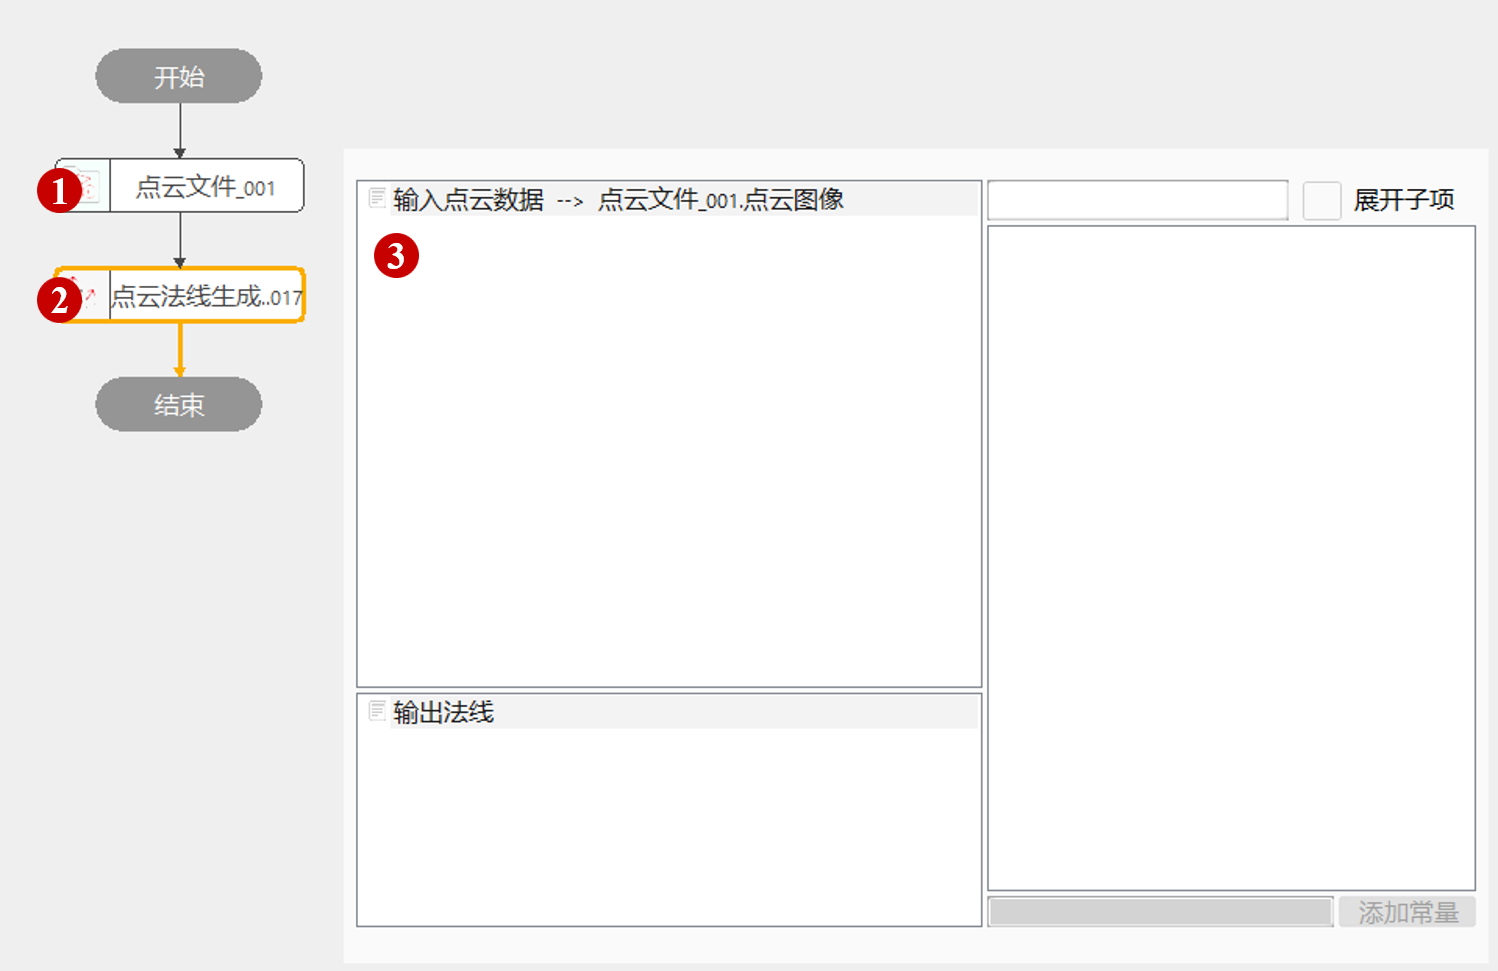 开始
1
点云文件_001
2
点云法线生成..017
结束
输入点云数据 --> 点云文件_001.点云图像
3
输出法线
展开子项
添加常量